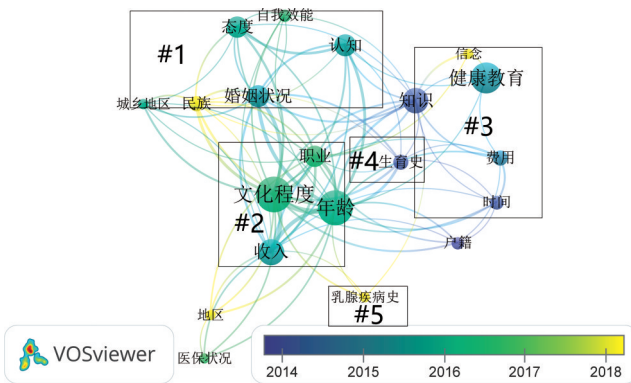 自我效能
态度
#1
认知
信念
健康教育
城乡地区
民族
婚姻状况
知识
#3
职业
#4
生育史
费用
文化程度
年龄
时间
#2
收入
户籍
乳腺疾病史
#5
地区
医保状况
VOSviewer
2014
2015
2016
2017
2018